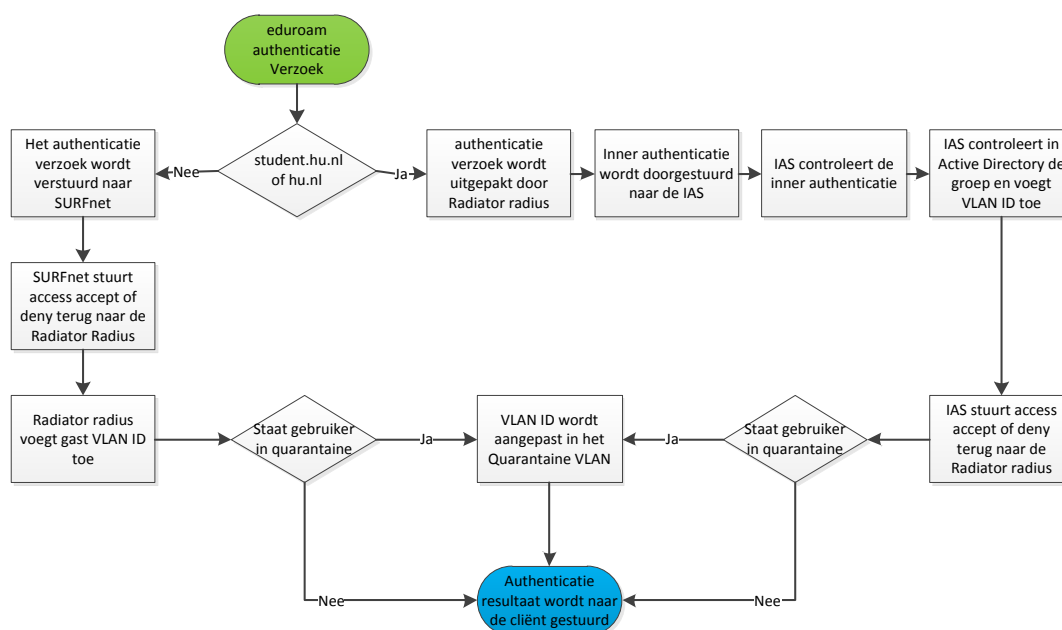 eduroam
authenticatie
Verzoek
student.hu.nl
of hu.nl
Nee
Ja
Het authenticatie
verzoek wordt
verstuurd naar
SURFnet
authenticatie
verzoek wordt
uitgepakt door
Radiator radius
Inner authenticatie
wordt doorgestuurd
naar de IAS
IAS controleert de
inner authenticatie
IAS controleert in
Active Directory de
groep en voegt
VLAN ID toe
SURFnet stuurt
access accept of
deny terug naar de
Radiator Radius
Radiator radius
voegt gast VLAN ID
toe
Staat gebruiker
in quarantaine
Ja
VLAN ID wordt
aangepast in het
Quarantaine VLAN
Ja
Staat gebruiker
in quarantaine
IAS stuurt access
accept of deny
terug naar de
Radiator radius
Nee
Authenticatie
resultaat wordt naar
de cliënt gestuurd
Nee